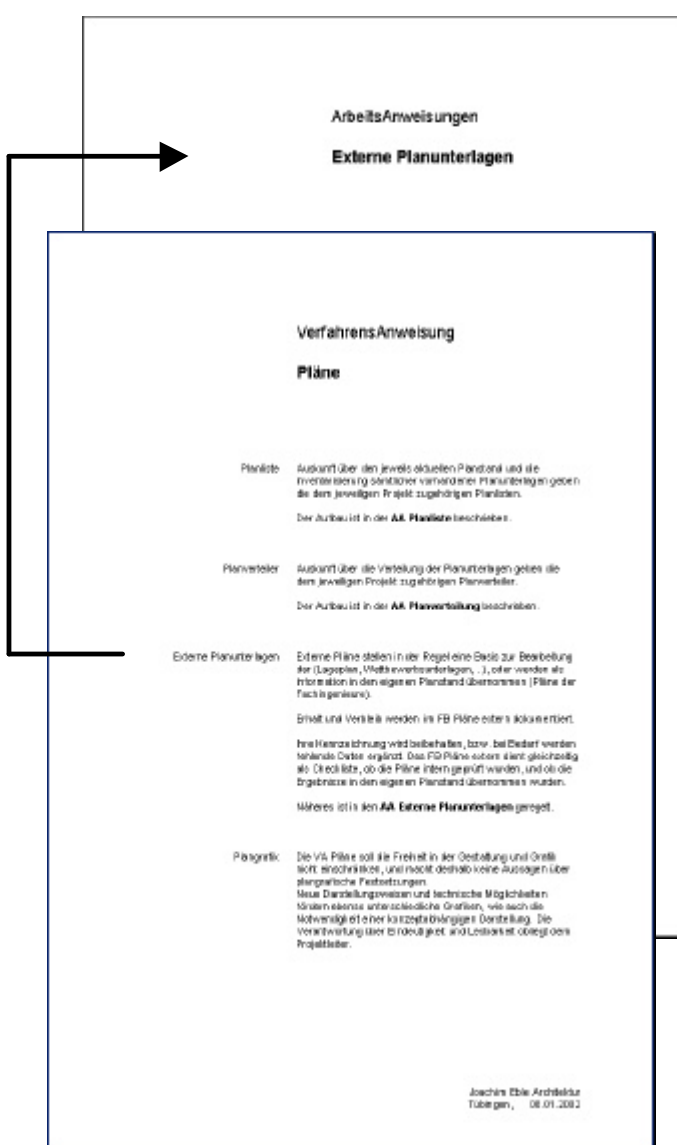 ArbeitsAnweisungen
Externe Planunterlagen
VerfahrensAnweisung
Pläne
Planliste
Auskunft über den jeweils aktuellen Planstand und die
Inventarisierung sämtlicher vorhandener Planunterlagen geben
die dem jeweiligen Projekt zugehörigen Planlisten.
Der Aufbau ist in der AA Planliste beschrieben.
Planverteiler
Auskunft über die Verteilung der Planunterlagen geben die
dem jeweiligen Projekt zugehörigen Planverteiler.
Der Aufbau ist in der AA Planverteilung beschrieben.
Externe Planunterlagen
Externe Pläne stellen in der Regel eine Basis zur Bearbeitung
dar (Lageplan, Wettbewerbsunterlagen, ..), oder werden als
Information in den eigenen Planstand übernommen (Pläne der
Fachingenieure).
Erhalt und Verbleib werden im FB Pläne extern dokumentiert.
Ihre Kennzeichnung wird beibehalten, bzw. bei Bedarf werden
fehlende Daten ergänzt. Das FB Pläne extern dient gleichzeitig
als Checkliste, ob die Pläne intern geprüft wurden, und ob die
Ergebnisse in den eigenen Planstand übernommen wurden.
Näheres ist in den AA Externe Planunterlagen geregelt.
Plangrafik
Die VA Pläne soll die Freiheit in der Gestaltung und Grafik
nicht einschränken, und macht deshalb keine Aussagen über
plangrafische Festsetzungen.
Neue Darstellungsweisen und technische Möglichkeiten
fördern ebenso unterschiedliche Grafiken, wie auch die
Notwendigkeit einer konzeptabhängigen Darstellung. Die
Verantwortung über Eindeutigkeit und Lesbarkeit obliegt dem
Projektleiter.
Joachim Eble Architektur
Tübingen, 08.01.2002